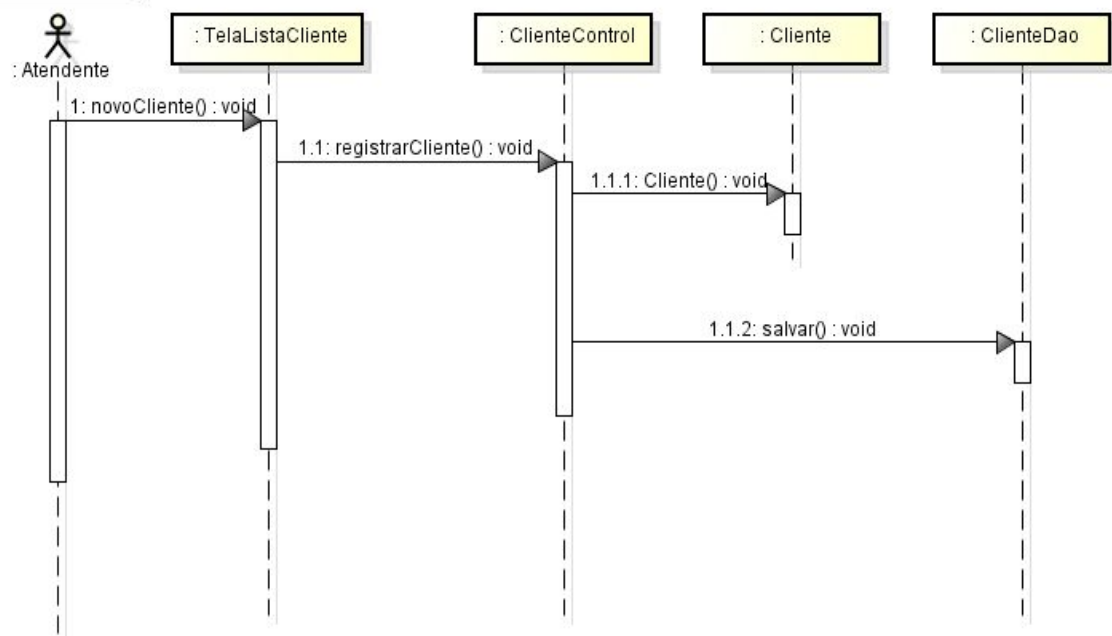 : Atendente
: TelaListaCliente
: ClienteControl
: Cliente
: ClienteDao
1: novoCliente() : void
1.1: registrarCliente() : void
1.1.1: Cliente() : void
1.1.2: salvar() : void